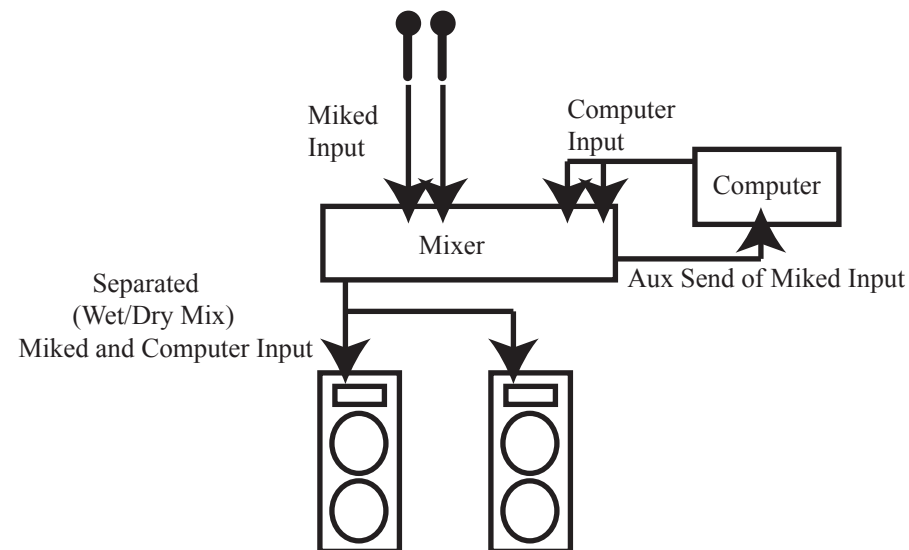 Miked
Input
Computer
Input
Computer
Mixer
Aux Send of Miked Input
Separated
(Wet/Dry Mix)
Miked and Computer Input